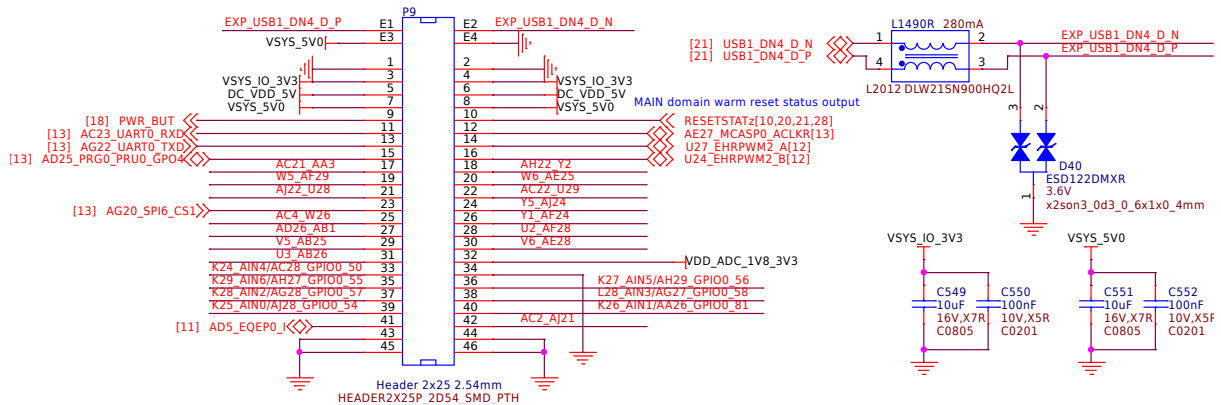 P9
EXP_USB1_DN4_D_P E1 E2 EXP_USB1_DN4_D_N
VSYS_5V0 E3 E4
1 2
VSYS_IO_3V3 3 4 VSYS_IO_3V3
DC_VDD_5V 5 6 DC_VDD_5V
VSYS_5V0 7 8 VSYS_5V0
MAIN domain warm reset status output
[18] PWR_BUT 9 10 RESETSTATz[10,20,21,28]
[13] AC23_UART0_RXD 11 12 AE27_MCASP0_ACLKR[13]
[13] AG22_UART0_TXD 13 14 U27_EHRPWM2_A[12]
[13] AD25_PRG0_PRU0_GPO4 15 16 U24_EHRPWM2_B[12]
AC21_AA3 17 18 AH22_Y2
W5_AF29 19 20 W6_AE25
AJ22_U28 21 22 AC22_U29
[13] AG20_SPI6_CS1 23 24 Y5_AJ24
AC4_W26 25 26 Y1_AF24
AD26_AB1 27 28 U2_AF28
V5_AB25 29 30 V6_AE28
U3_AB26 31 32 VDD_ADC_1V8_3V3
K24_AIN4/AC28_GPIO0_50 33 34
K29_AIN6/AH27_GPIO0_55 35 36 K27_AIN5/AH29_GPIO0_56
K28_AIN2/AG28_GPIO0_57 37 38 L28_AIN3/AG27_GPIO0_58
K25_AIN0/AJ28_GPIO0_54 39 40 K26_AIN1/AA26_GPIO0_81
[11] AD5_EQEP0_I 41 42 AC2_AJ21
43 44
45 46
Header 2x25 2.54mm
HEADER2X25P_2D54_SMD_PTH
L1490R 280mA
[21] USB1_DN4_D_N 1 2 EXP_USB1_DN4_D_N
[21] USB1_DN4_D_P 4 3 EXP_USB1_DN4_D_P
L2012 DLW21SN900HQ2L
3 2
D40
ESD122DMXR
3.6V
1 x2son3_0d3_0_6x1x0_4mm
VSYS_IO_3V3 VSYS_5V0
C549 C550 C551 C552
10uF 100nF 10uF 100nF
16V,X7R 10V,X5R 16V,X7R 10V,X5R
C0805 C0201 C0805 C0201